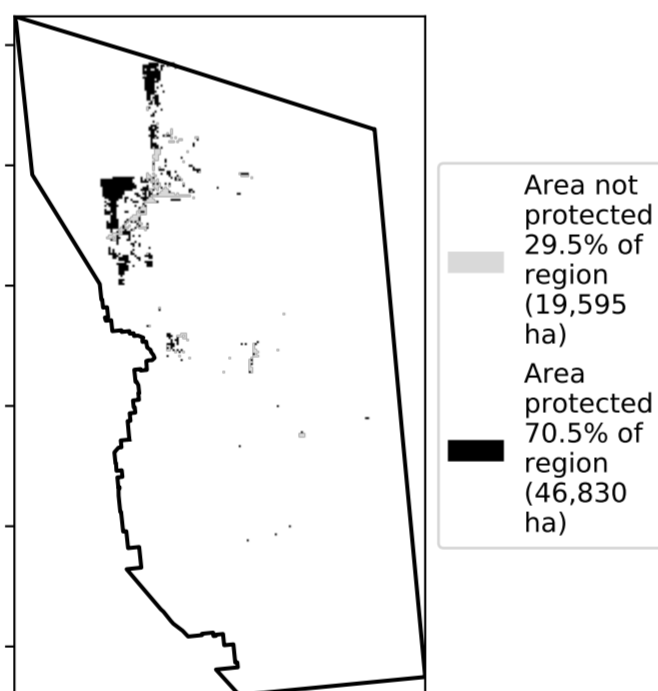 Area not
protected
29.5% of
region
(19,595
ha)
Area
protected
70.5% of
region
(46,830
ha)